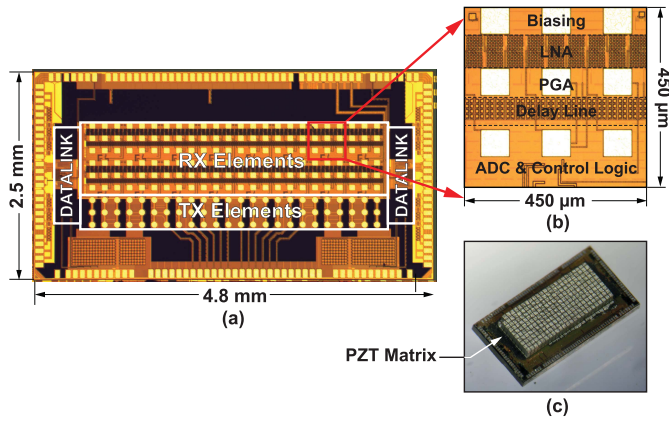 2.5 mm
DATALINK
RX Elements
TX Elements
DATALINK
4.8 mm
(a)
Biasing
LNA
PGA
Delay Line
ADC & Control Logic
450 µm
450 µm
(b)
PZT Matrix
(c)